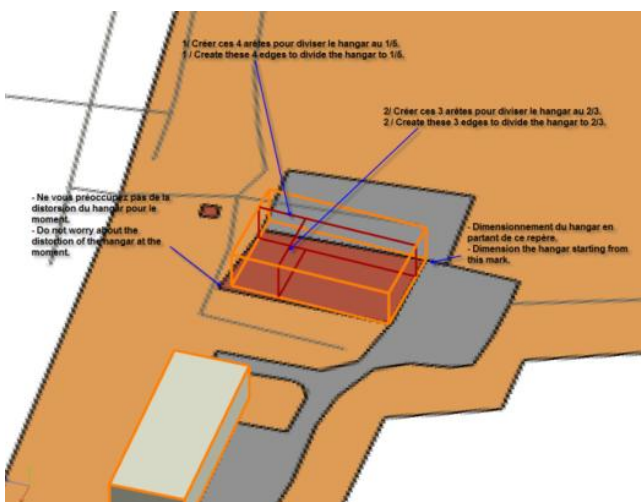 1/ Créer ces 4 arêtes pour diviser le hangar au 1/5.
1 / Create these 4 edges to divide the hangar to 1/5.
2/ Créer ces 3 arêtes pour diviser le hangar au 2/3.
2 / Create these 3 edges to divide the hangar to 2/3.
- Ne vous préoccupez pas de la
distorsion du hangar pour le
moment.
- Do not worry about the
distortion of the hangar at the
moment.
- Dimensionnement du hangar en
partant de ce repère.
- Dimension the hangar starting from
this mark.